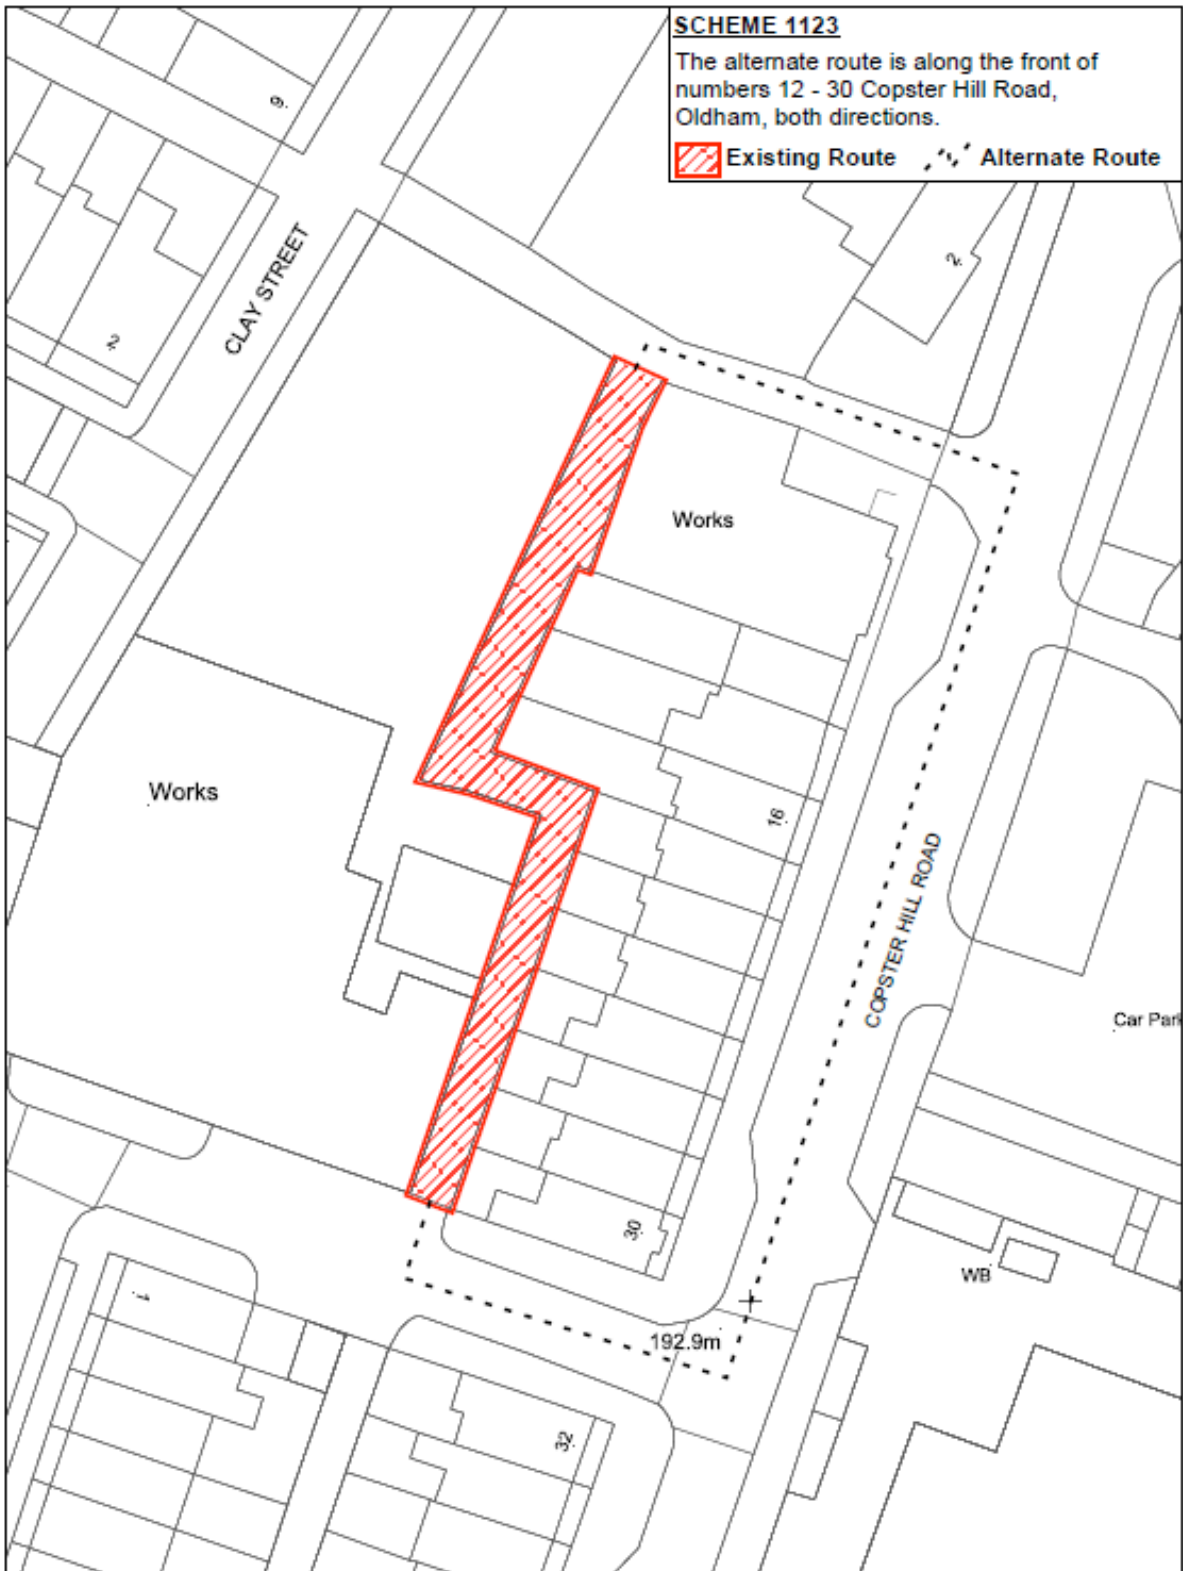 SCHEME 1123
The alternate route is along the front of
numbers 12 - 30 Copster Hill Road,
Oldham, both directions.
Existing Route
Alternate Route
9
2
CLAY STREET
2
Works
Works
16
COPSTER HILL ROAD
Car Park
30
WB
1
192.9m
32